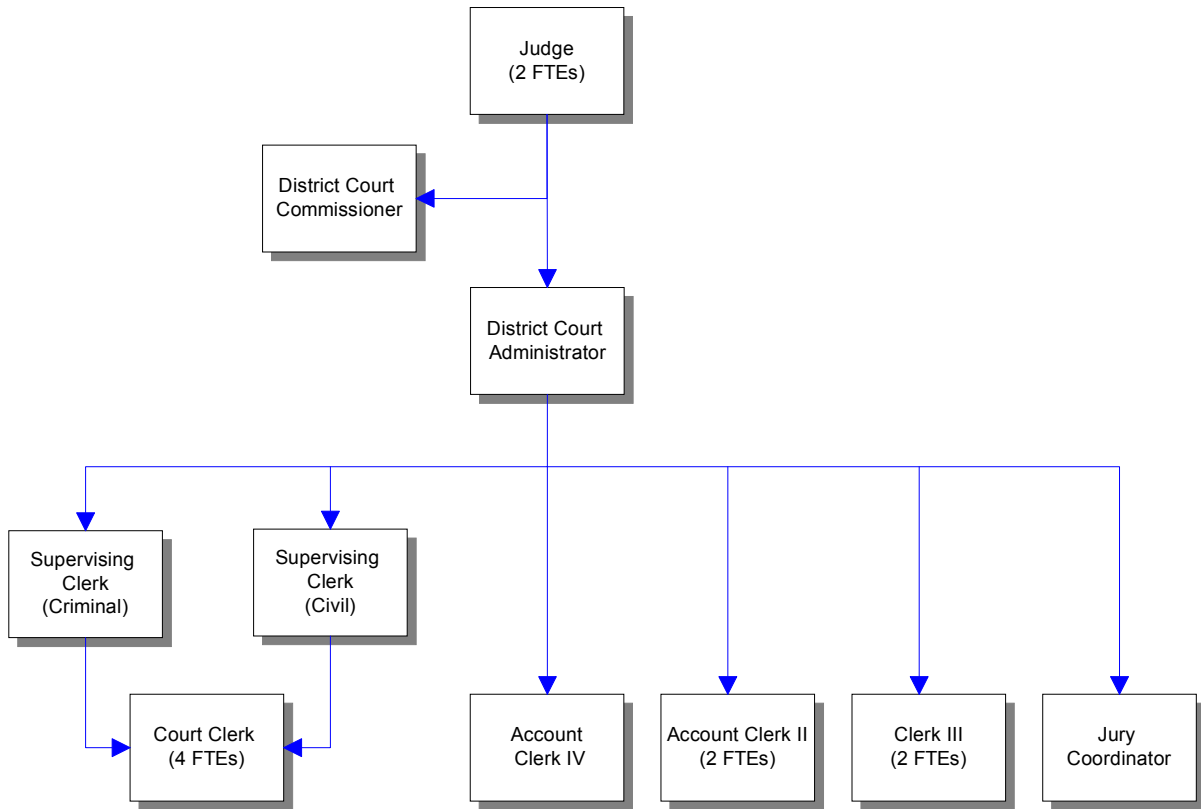 Judge
(2 FTEs)
District Court
Commissioner
District Court
Administrator
Supervising
Clerk
(Criminal)
Supervising
Clerk
(Civil)
Court Clerk
(4 FTEs)
Account
Clerk IV
Account Clerk II
(2 FTEs)
Clerk III
(2 FTEs)
Jury
Coordinator